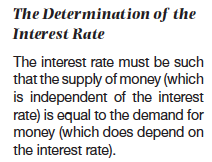 The Determination of the
Interest Rate
The interest rate must be such
that the supply of money (which
is independent of the interest
rate) is equal to the demand for
money (which does depend on
the interest rate).